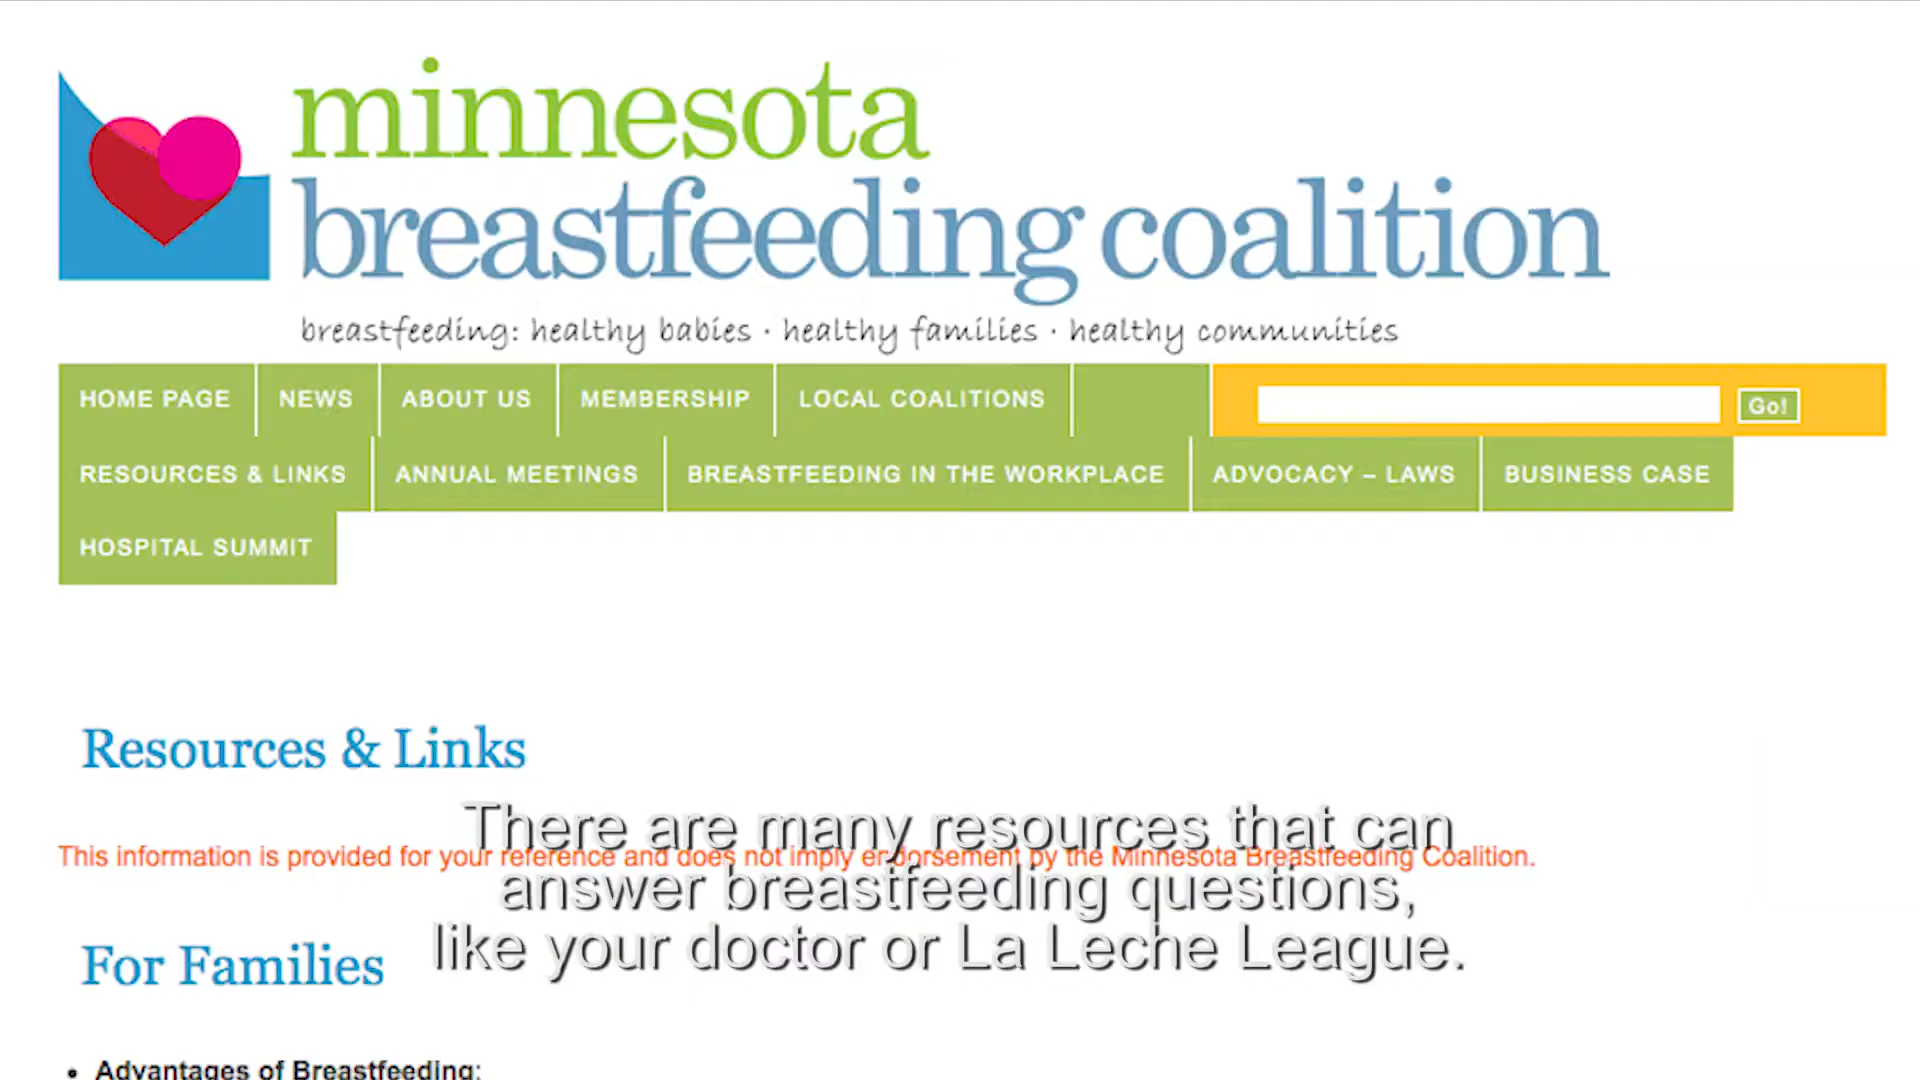 minnesota
breastfeeding coalition
breastfeeding: healthy babies · healthy families · healthy communities
HOME PAGE NEWS ABOUT US MEMBERSHIP LOCAL COALITIONS Go!
RESOURCES & LINKS ANNUAL MEETINGS BREASTFEEDING IN THE WORKPLACE ADVOCACY – LAWS BUSINESS CASE
HOSPITAL SUMMIT
Resources & Links
This information is provided for your reference and does not imply endorsement by the Minnesota Breastfeeding Coalition.
There are many resources that can
answer breastfeeding questions,
like your doctor or La Leche League.
For Families
• Advantages of Breastfeeding: